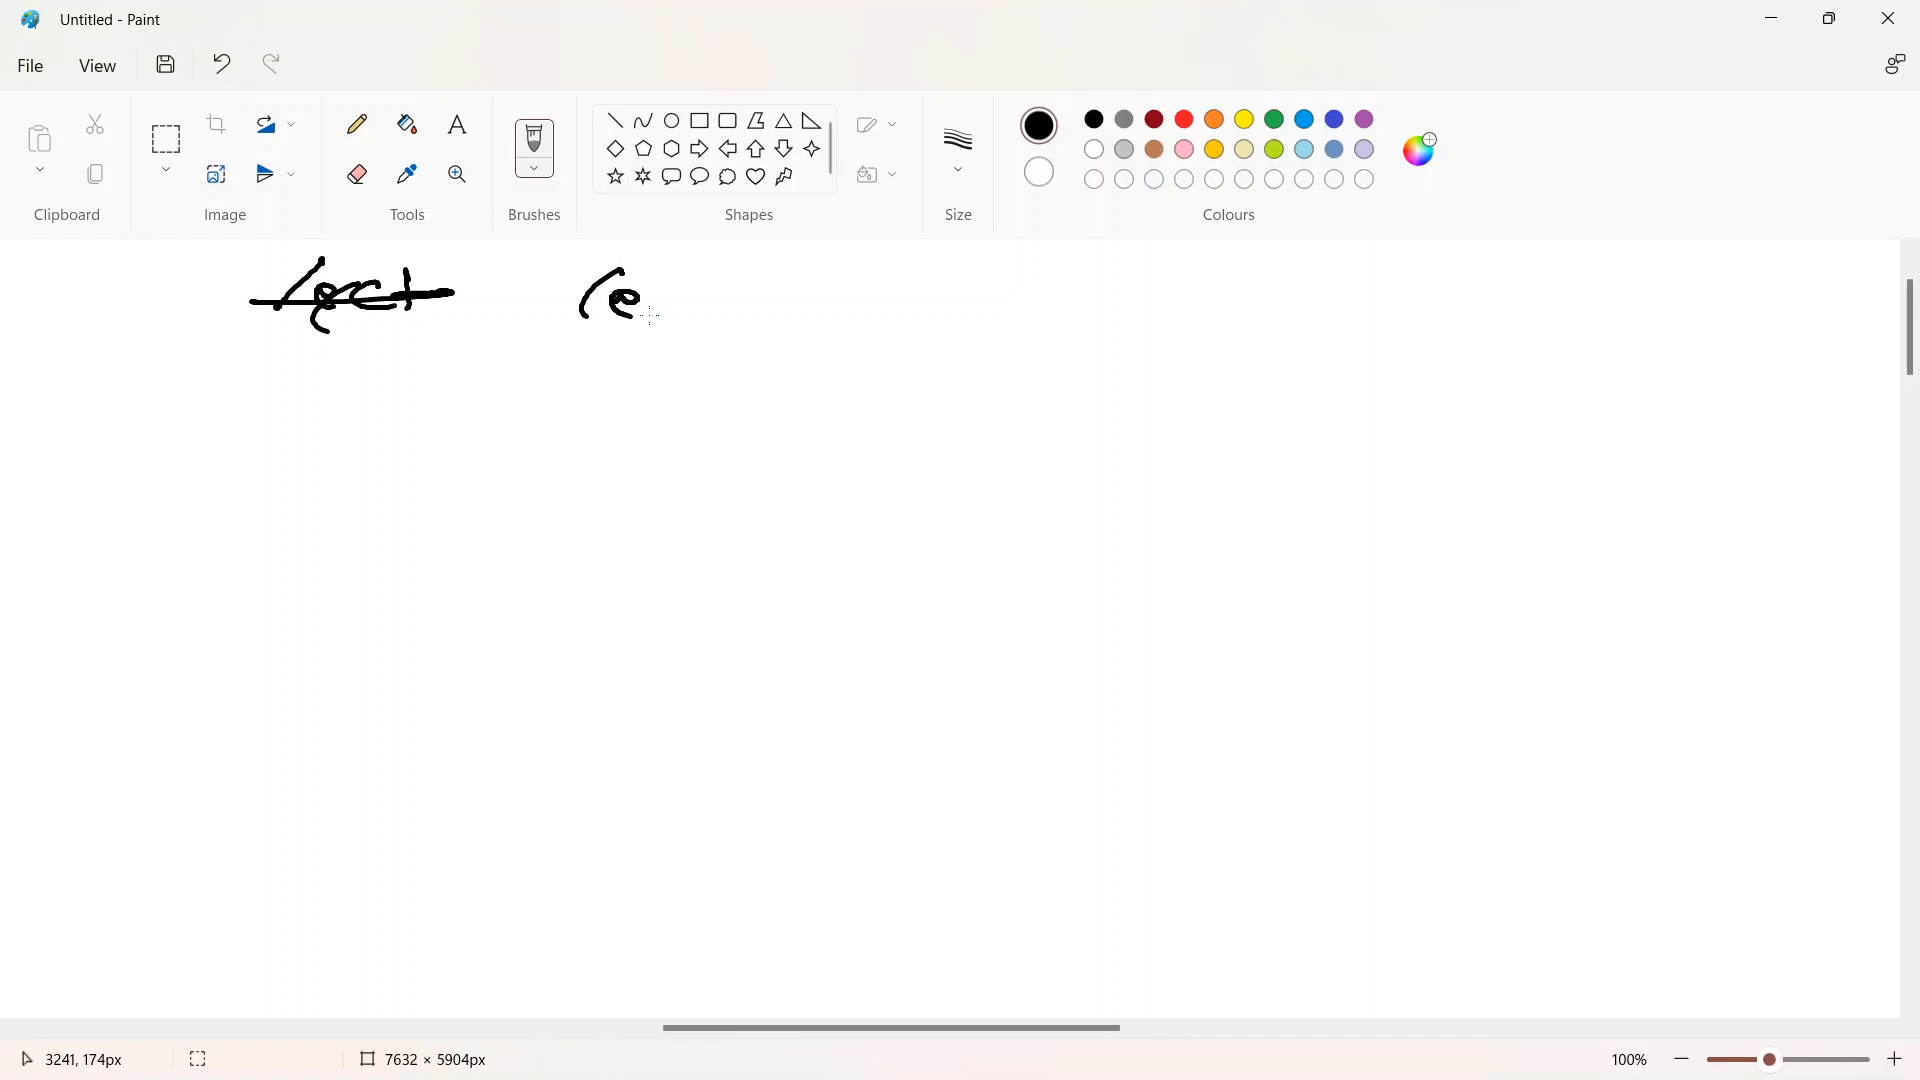 Untitled - Paint
File View
Clipboard Image Tools Brushes Shapes Size Colours
3241, 174px 7632 × 5904px 100%